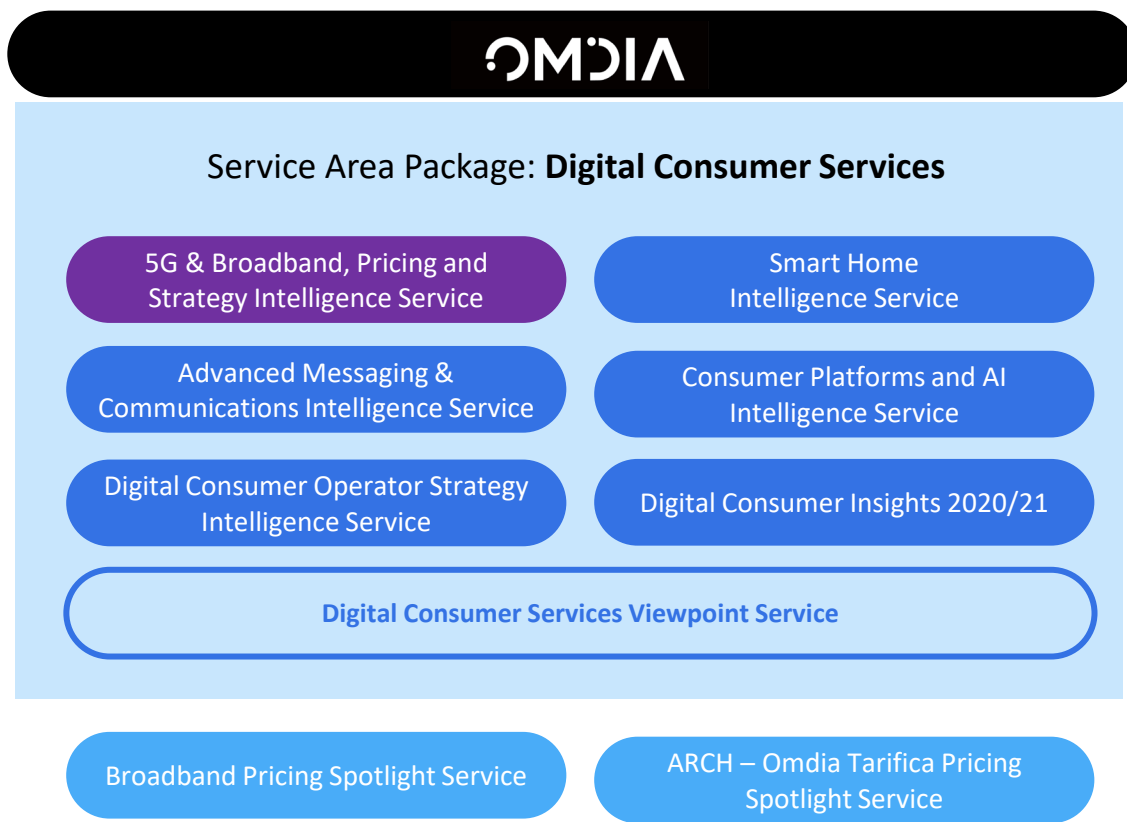 OMDIA
Service Area Package: Digital Consumer Services
5G & Broadband, Pricing and
Strategy Intelligence Service
Smart Home
Intelligence Service
Advanced Messaging &
Communications Intelligence Service
Consumer Platforms and AI
Intelligence Service
Digital Consumer Operator Strategy
Intelligence Service
Digital Consumer Insights 2020/21
Digital Consumer Services Viewpoint Service
Broadband Pricing Spotlight Service
ARCH – Omdia Tarifica Pricing
Spotlight Service